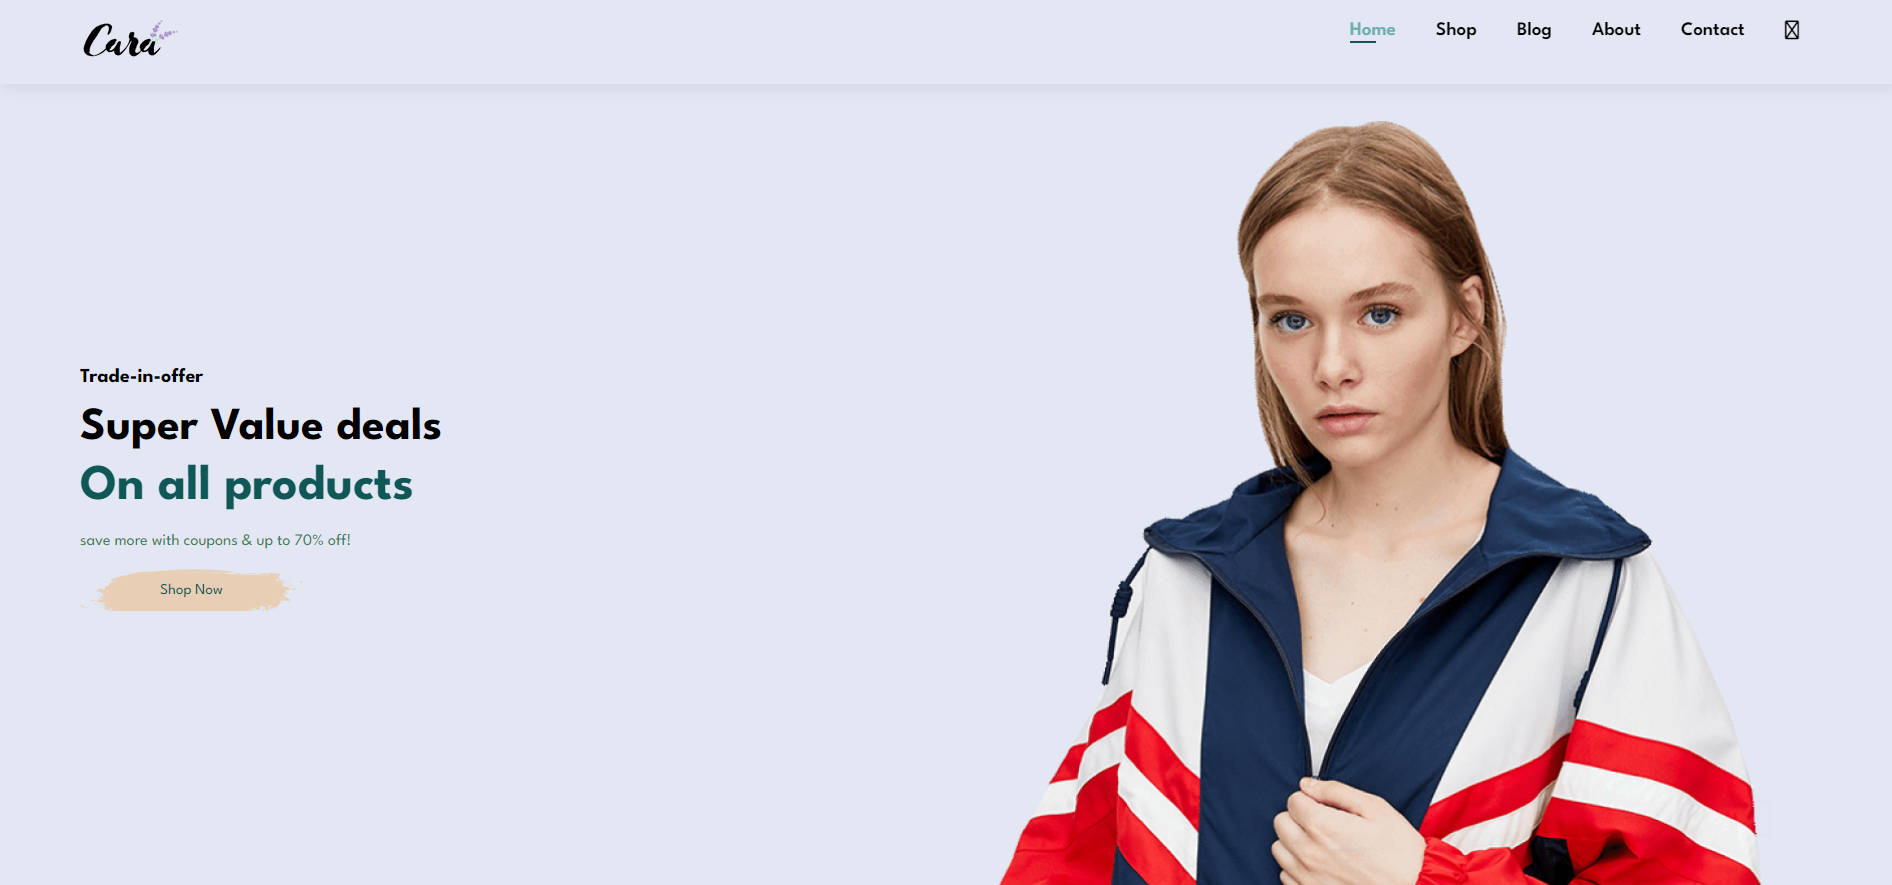 Cara
Home Shop Blog About Contact
Trade-in-offer
Super Value deals
On all products
save more with coupons & up to 70% off!
Shop Now